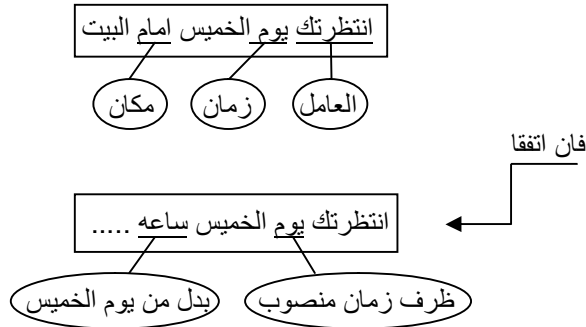 انتظرتك يوم الخميس امام البيت
العامل
زمان
مكان
فان اتفقا
انتظرتك يوم الخميس ساعه .....
ظرف زمان منصوب
بدل من يوم الخميس